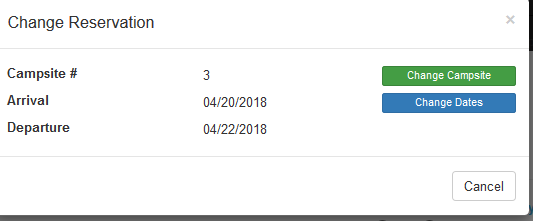 Change Reservation ×
Campsite # 3 Change Campsite
Arrival 04/20/2018 Change Dates
Departure 04/22/2018
Cancel